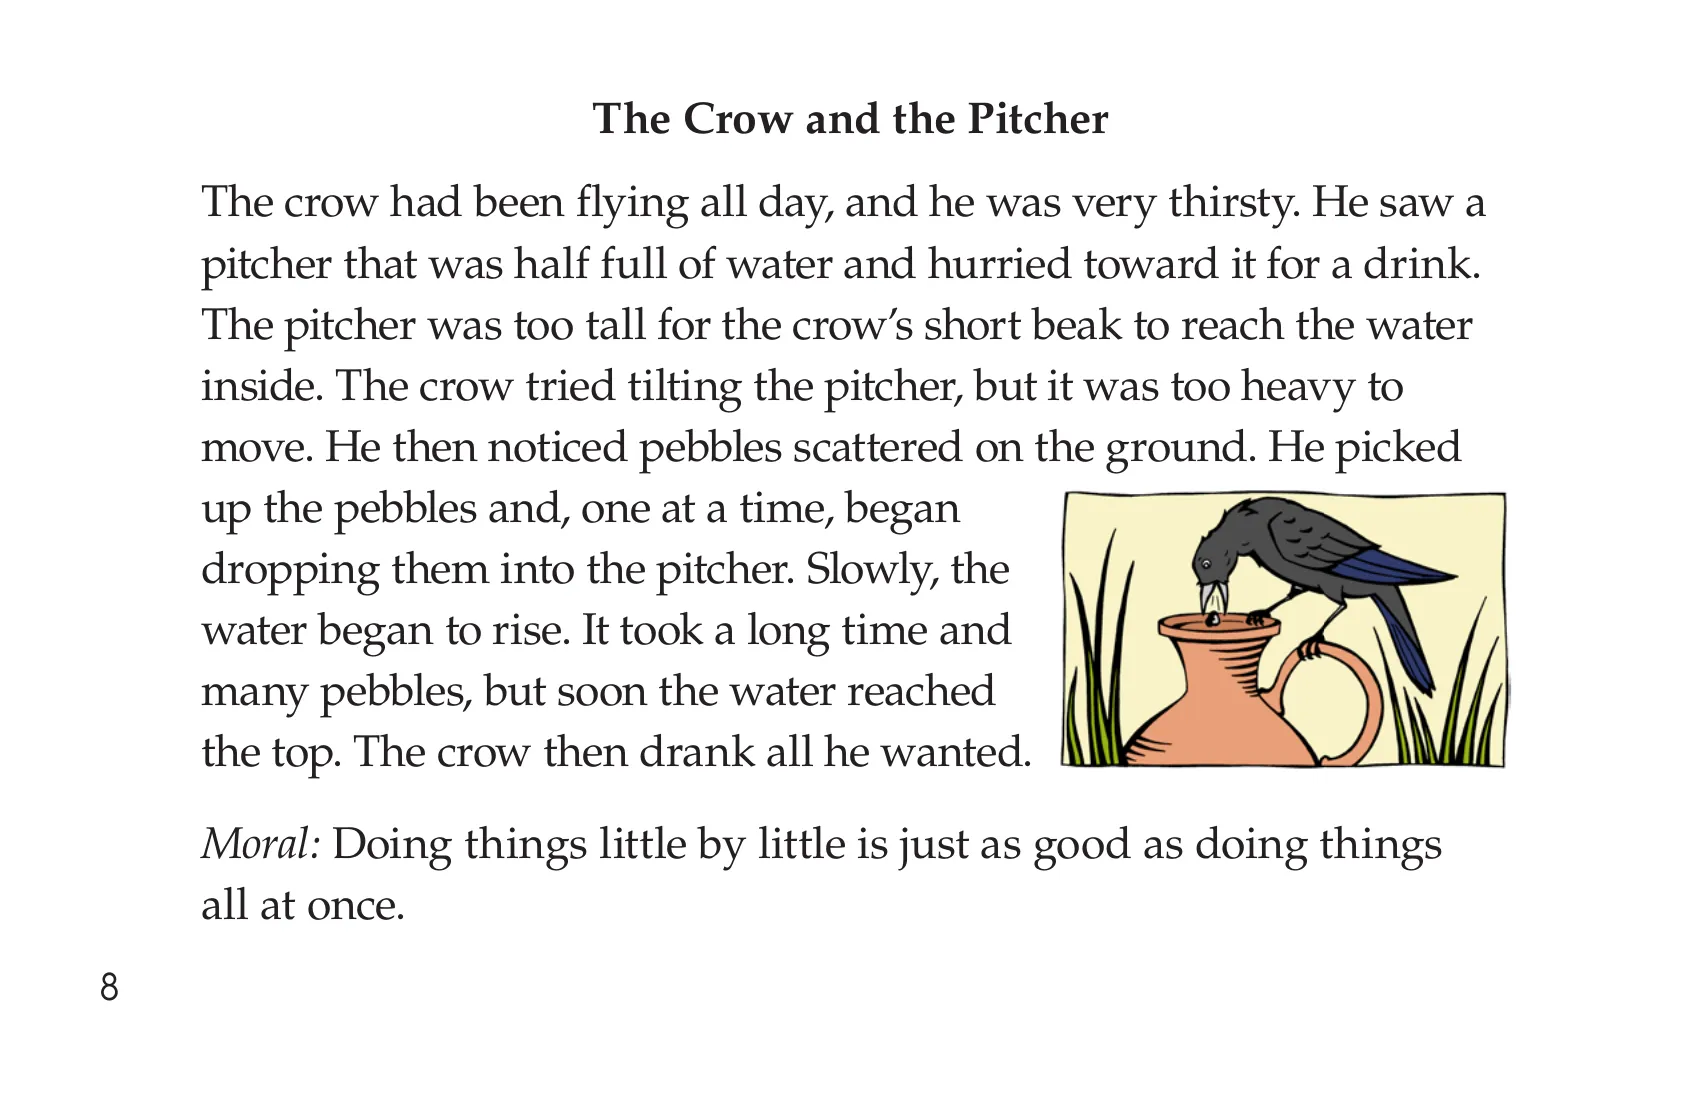 The Crow and the Pitcher
The crow had been flying all day, and he was very thirsty. He saw a
pitcher that was half full of water and hurried toward it for a drink.
The pitcher was too tall for the crow’s short beak to reach the water
inside. The crow tried tilting the pitcher, but it was too heavy to
move. He then noticed pebbles scattered on the ground. He picked
up the pebbles and, one at a time, began
dropping them into the pitcher. Slowly, the
water began to rise. It took a long time and
many pebbles, but soon the water reached
the top. The crow then drank all he wanted.
Moral: Doing things little by little is just as good as doing things
all at once.
8